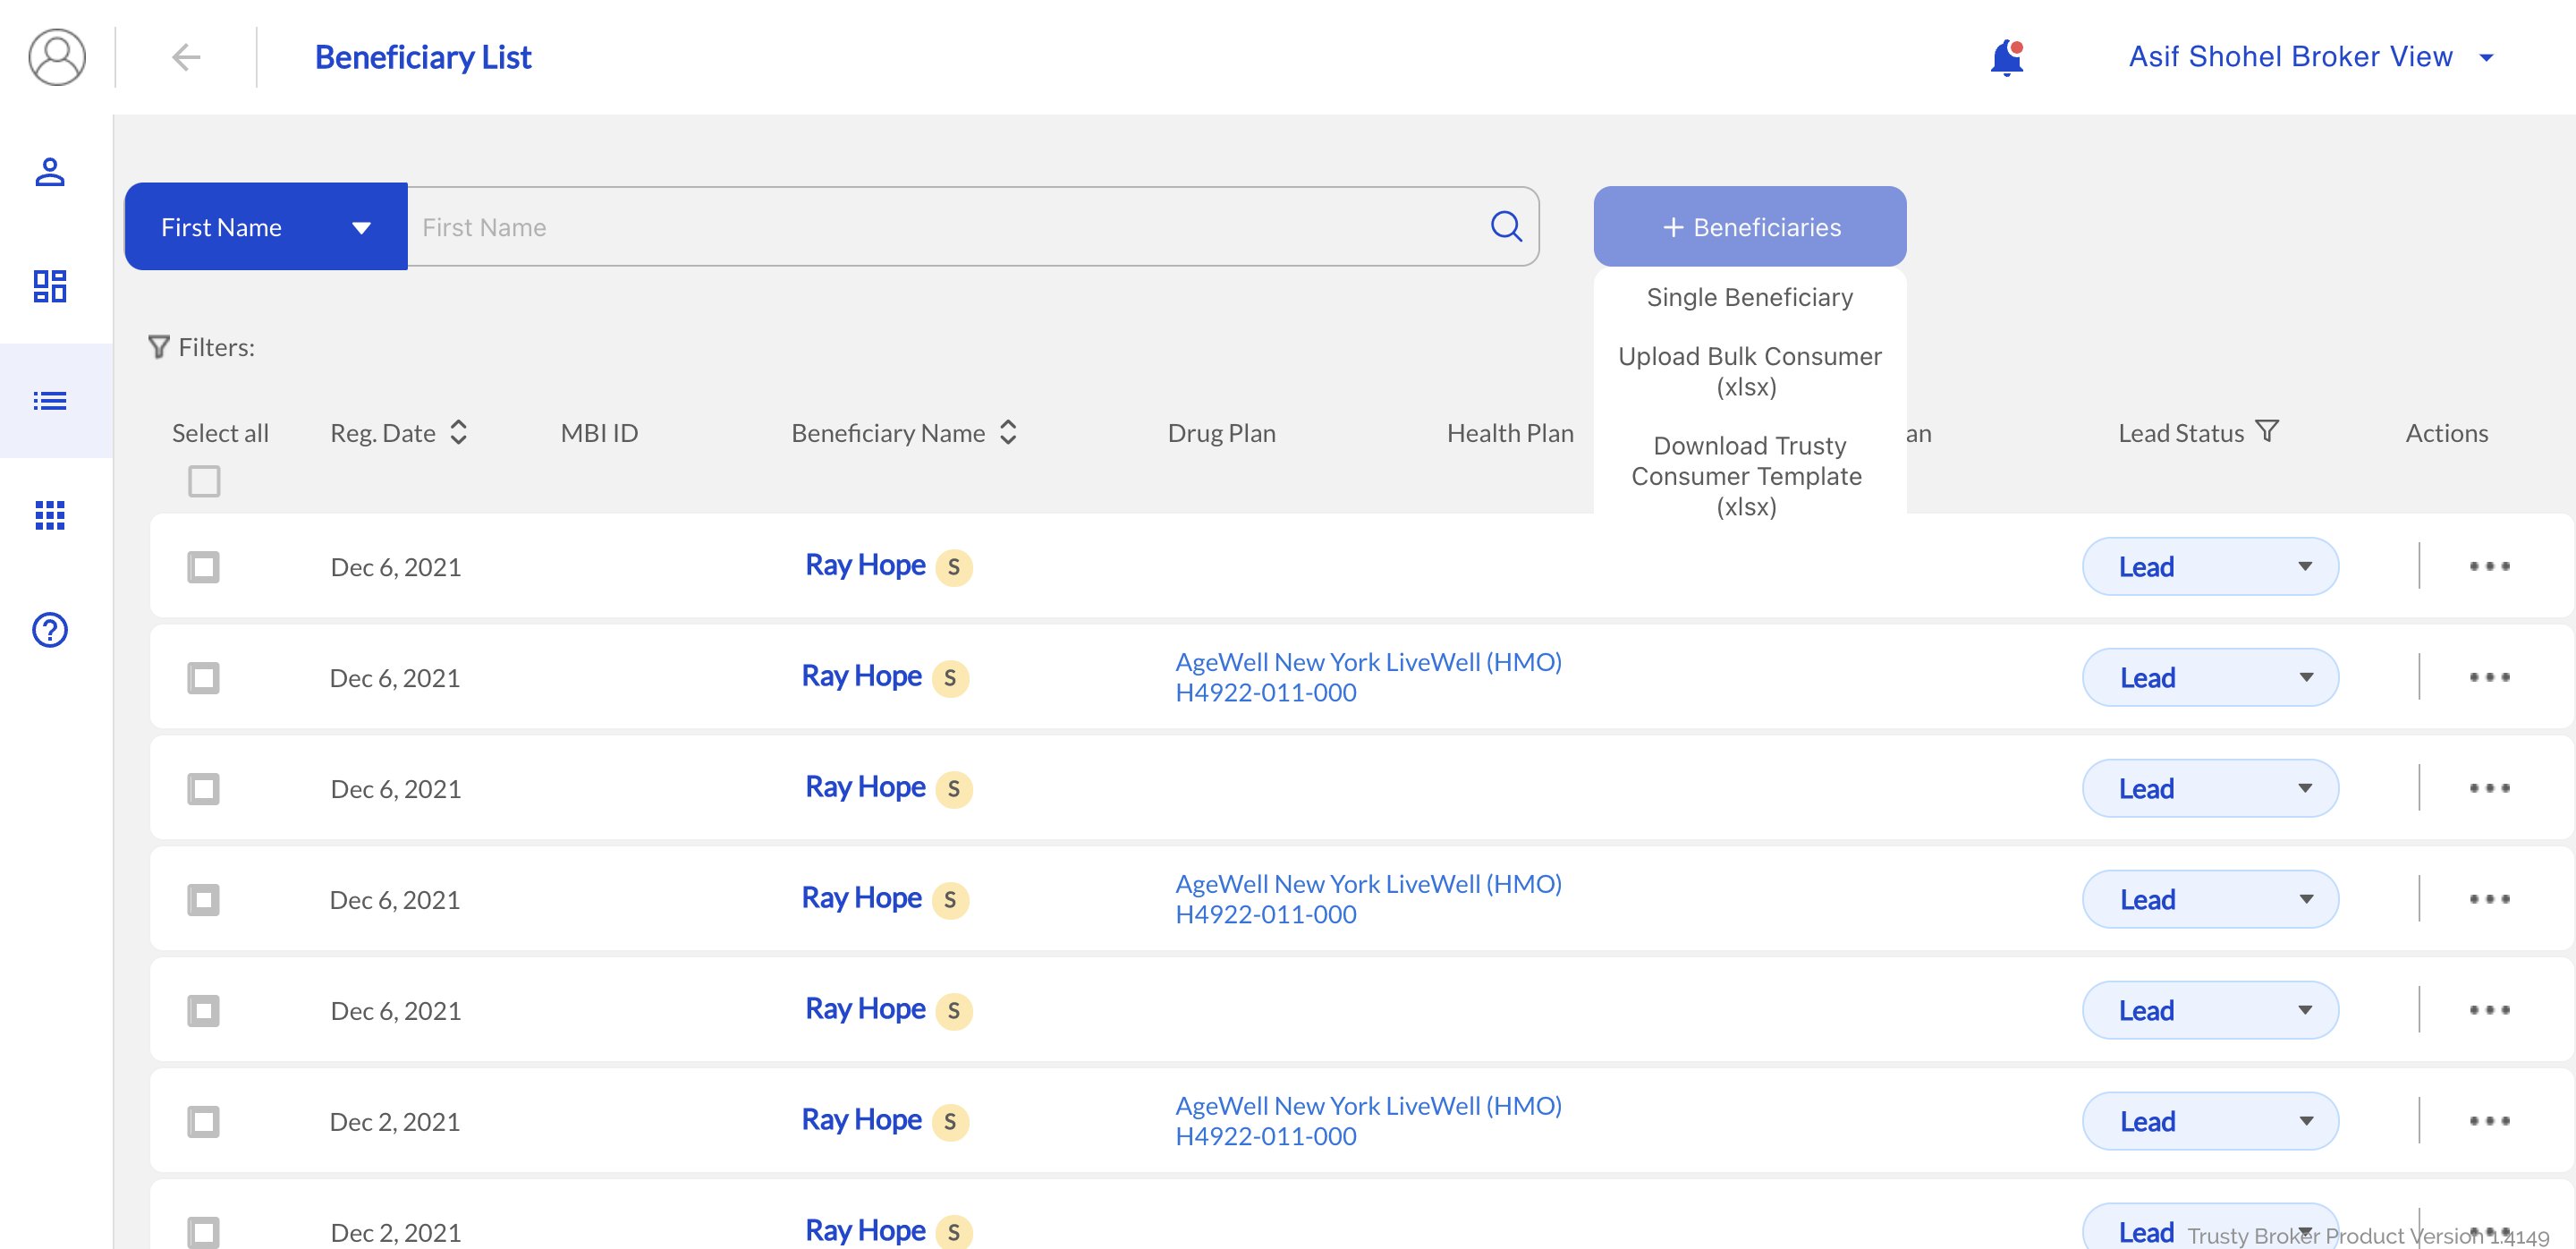 Beneficiary List
Asif Shohel Broker View
First Name
First Name
+ Beneficiaries
Single Beneficiary
Upload Bulk Consumer
(xlsx)
Download Trusty
Consumer Template
(xlsx)
Filters:
Select all Reg. Date MBI ID Beneficiary Name Drug Plan Health Plan an Lead Status Actions
Dec 6, 2021 Ray Hope S Lead
Dec 6, 2021 Ray Hope S AgeWell New York LiveWell (HMO) Lead
H4922-011-000
Dec 6, 2021 Ray Hope S Lead
Dec 6, 2021 Ray Hope S AgeWell New York LiveWell (HMO) Lead
H4922-011-000
Dec 6, 2021 Ray Hope S Lead
Dec 2, 2021 Ray Hope S AgeWell New York LiveWell (HMO) Lead
H4922-011-000
Dec 2, 2021 Ray Hope S Lead
Trusty Broker Product Version 1.4149